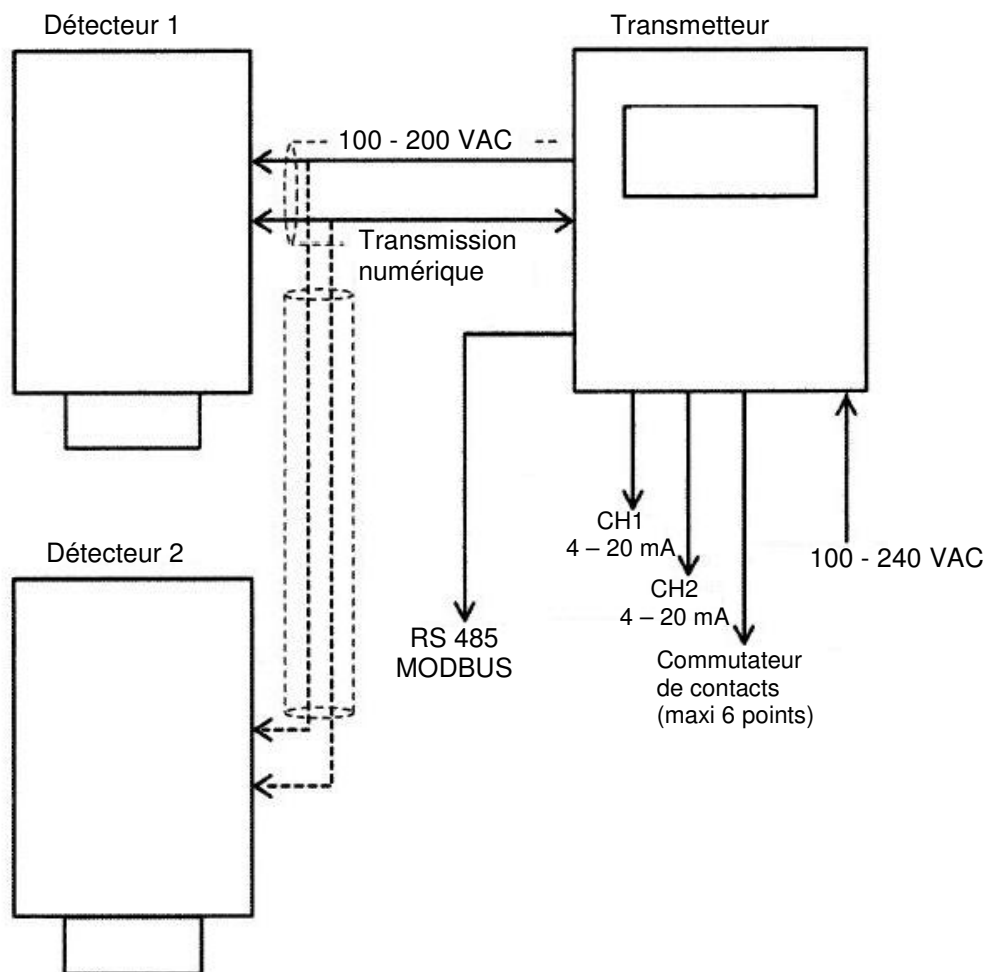 Détecteur 1
Transmetteur
100 - 200 VAC
Transmission
numérique
CH1
4 – 20 mA
100 - 240 VAC
Détecteur 2
CH2
4 – 20 mA
RS 485
MODBUS
Commutateur
de contacts
(maxi 6 points)